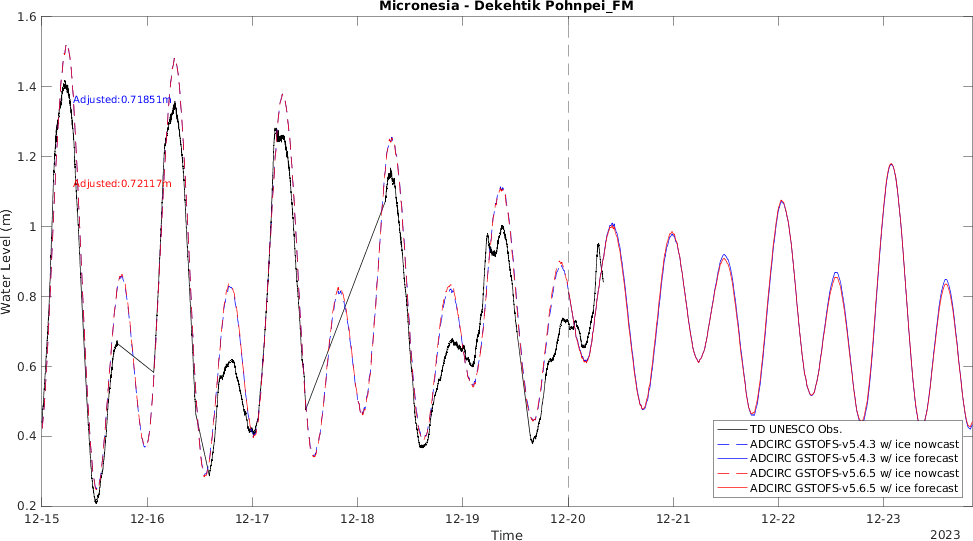 Micronesia - Dekehtik Pohnpei_FM
1.6
1.4
1.2
1
0.8
0.6
0.4
0.2
Water Level (m)
Adjusted:0.71851m
Adjusted:0.72117m
TD UNESCO Obs.
ADCIRC GSTOFS-v5.4.3 w/ ice nowcast
ADCIRC GSTOFS-v5.4.3 w/ ice forecast
ADCIRC GSTOFS-v5.6.5 w/ ice nowcast
ADCIRC GSTOFS-v5.6.5 w/ ice forecast
12-15 12-16 12-17 12-18 12-19 12-20 12-21 12-22 12-23
Time
2023